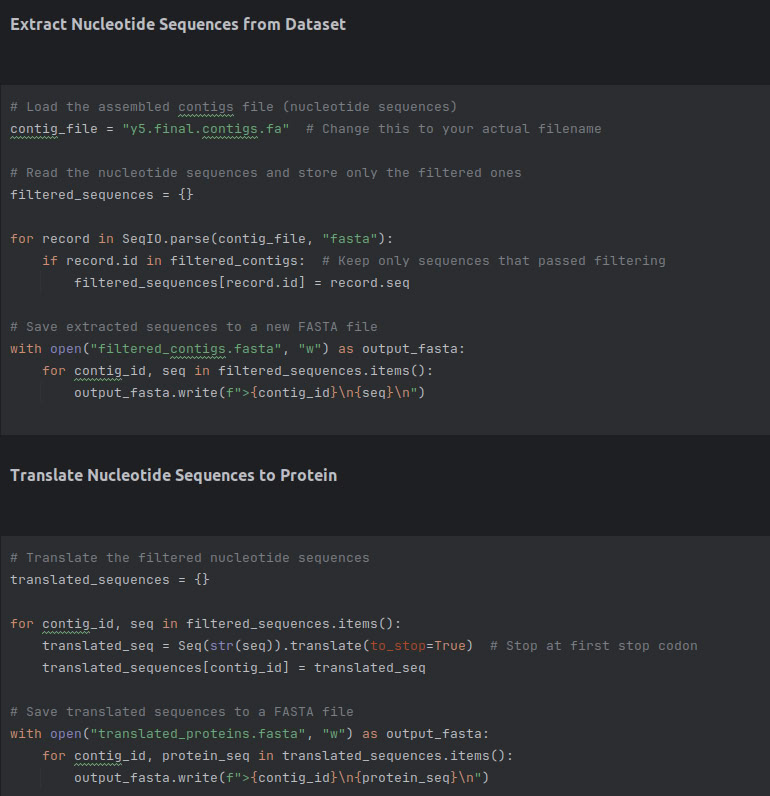 Extract Nucleotide Sequences from Dataset
# Load the assembled contigs file (nucleotide sequences)
contig_file = "y5.final.contigs.fa"  # Change this to your actual filename
# Read the nucleotide sequences and store only the filtered ones
filtered_sequences = {}
for record in SeqIO.parse(contig_file, "fasta"):
    if record.id in filtered_contigs:  # Keep only sequences that passed filtering
        filtered_sequences[record.id] = record.seq
# Save extracted sequences to a new FASTA file
with open("filtered_contigs.fasta", "w") as output_fasta:
    for contig_id, seq in filtered_sequences.items():
        output_fasta.write(f">{contig_id}\n{seq}\n")
Translate Nucleotide Sequences to Protein
# Translate the filtered nucleotide sequences
translated_sequences = {}
for contig_id, seq in filtered_sequences.items():
    translated_seq = Seq(str(seq)).translate(to_stop=True)  # Stop at first stop codon
    translated_sequences[contig_id] = translated_seq
# Save translated sequences to a FASTA file
with open("translated_proteins.fasta", "w") as output_fasta:
    for contig_id, protein_seq in translated_sequences.items():
        output_fasta.write(f">{contig_id}\n{protein_seq}\n")